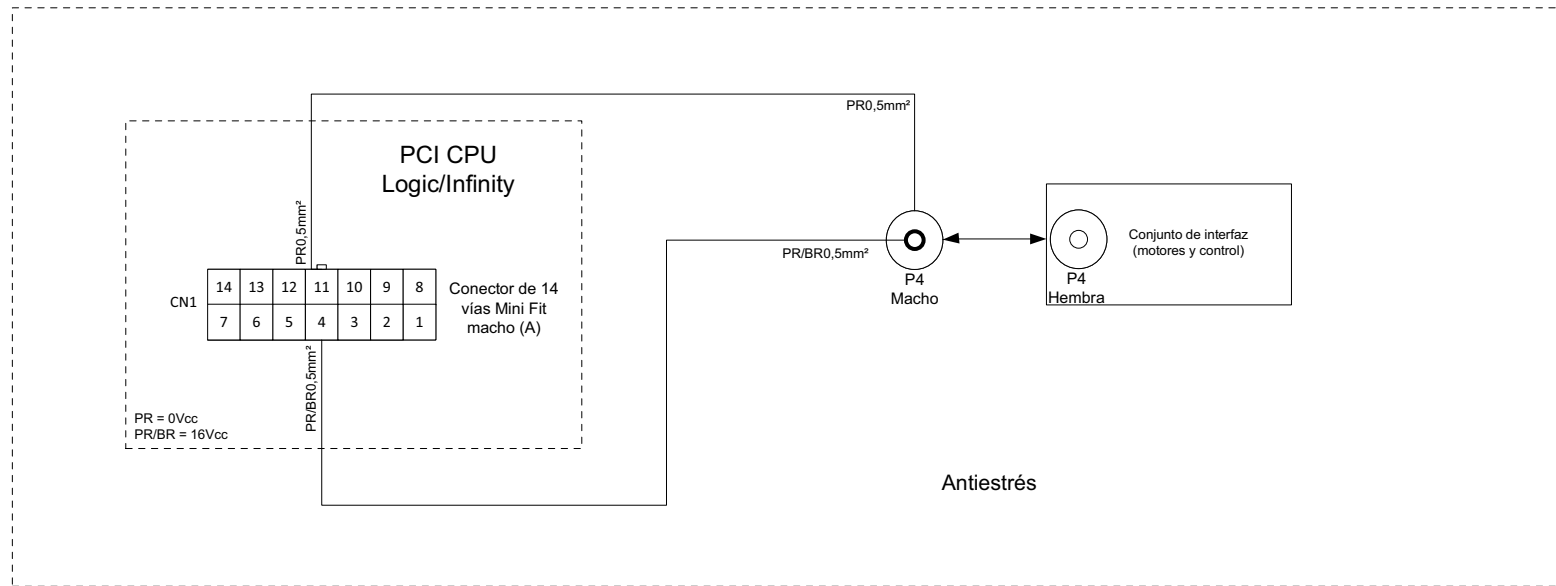 PR0,5mm²
PCI CPU
Logic/Infinity
PR0,5mm²
PR/BR0,5mm²
P4
Macho
P4
Hembra
Conjunto de interfaz
(motores y control)
CN1
14 13 12 11 10 9 8
7 6 5 4 3 2 1
Conector de 14
vías Mini Fit
macho (A)
PR/BR0,5mm²
PR = 0Vcc
PR/BR = 16Vcc
Antiestrés